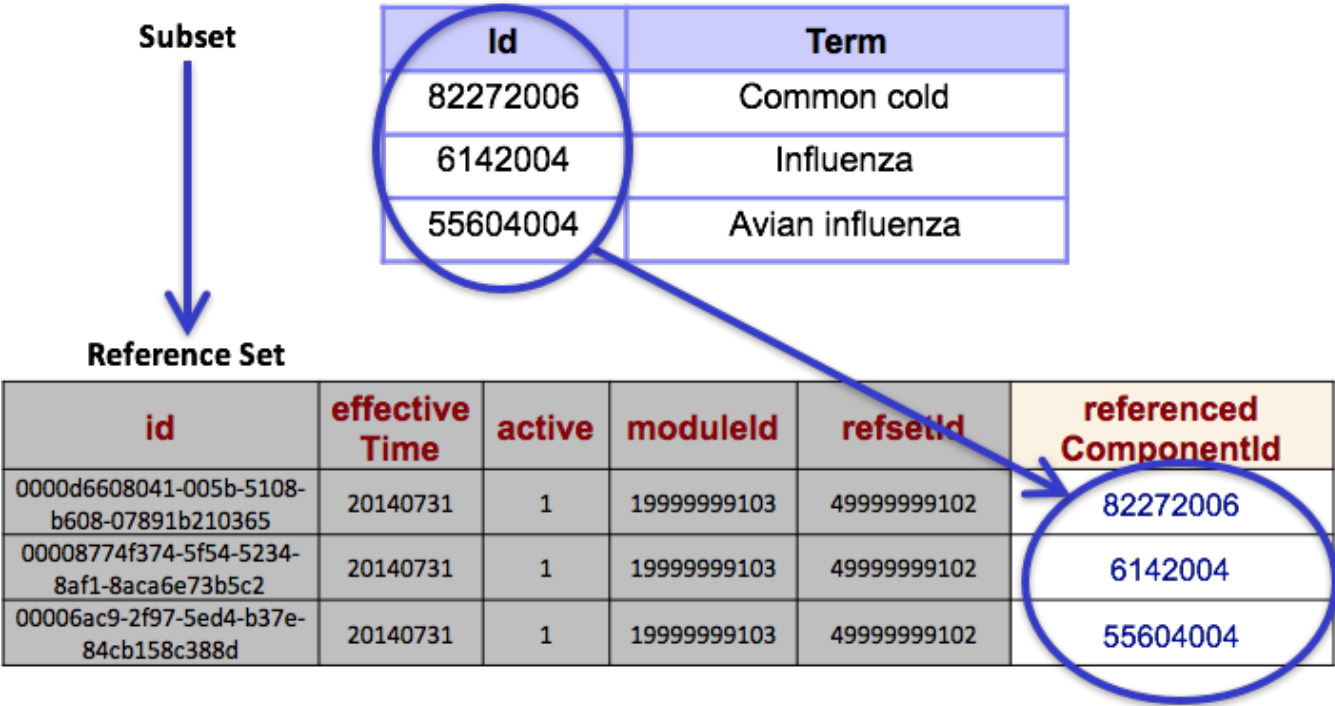 Subset
Id Term
82272006 Common cold
6142004 Influenza
55604004 Avian influenza
Reference Set
id effective Time active moduleId refsetId referenced ComponentId
0000d6608041-005b-5108-
b608-07891b210365 20140731 1 19999999103 49999999102 82272006
00008774f374-5f54-5234-
8af1-8aca6e73b5c2 20140731 1 19999999103 49999999102 6142004
00006ac9-2f97-5ed4-b37e-
84cb158c388d 20140731 1 19999999103 49999999102 55604004